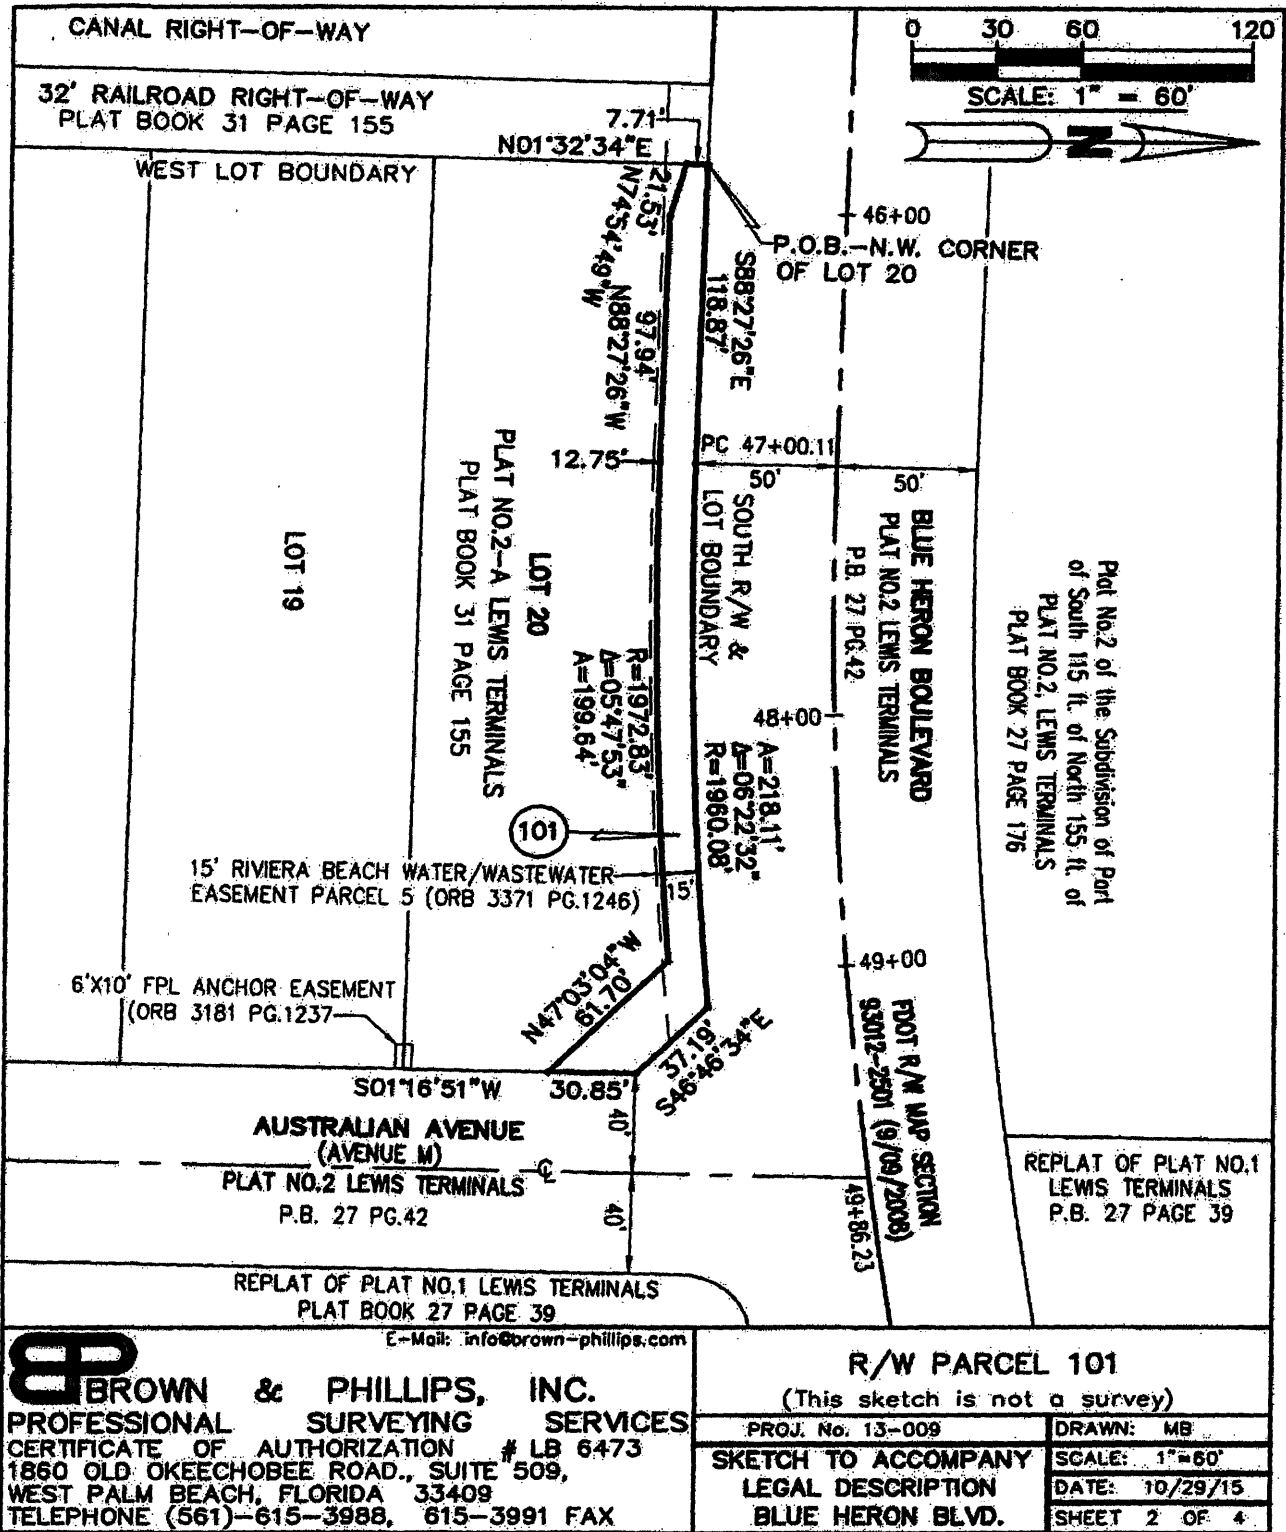 CANAL RIGHT-OF-WAY
0 30 60 120
SCALE: 1" = 60'
N
32' RAILROAD RIGHT-OF-WAY
PLAT BOOK 31 PAGE 155
7.71'
N01°32'34"E
WEST LOT BOUNDARY
21.53'
N74°54'49"W
46+00
P.O.B.-N.W. CORNER
OF LOT 20
S88°27'26"E
118.87'
97.94'
N88°27'26"W
PC 47+00.11
12.75'
50'
50'
SOUTH R/W &
LOT BOUNDARY
LOT 19
LOT 20
PLAT NO.2-A LEWIS TERMINALS
PLAT BOOK 31 PAGE 155
BLUE HERON BOULEVARD
PLAT NO.2 LEWIS TERMINALS
P.B. 27 PG.42
Plat No.2 of the Subdivision of Part
of South 115 ft. of North 155 ft. of
PLAT NO.2, LEWIS TERMINALS
PLAT BOOK 27 PAGE 176
R=1972.83'
Δ=05°47'53"
A=199.64'
48+00
A=218.11'
Δ=06°22'32"
R=1960.08'
101
15' RIVIERA BEACH WATER/WASTEWATER
EASEMENT PARCEL 5 (ORB 3371 PG.1246)
15'
49+00
N47°03'04"W
61.70'
6'X10' FPL ANCHOR EASEMENT
(ORB 3181 PG.1237
37.19'
S46°46'34"E
FDOT R/W MAP SECTION
93012-2501 (9/09/2008)
S01°16'51"W 30.85'
40'
AUSTRALIAN AVENUE
(AVENUE M)
PLAT NO.2 LEWIS TERMINALS
P.B. 27 PG.42
40'
49+86.23
REPLAT OF PLAT NO.1
LEWIS TERMINALS
P.B. 27 PAGE 39
REPLAT OF PLAT NO.1 LEWIS TERMINALS
PLAT BOOK 27 PAGE 39
E-Mail: info@brown-phillips.com
BP
BROWN & PHILLIPS, INC.
PROFESSIONAL SURVEYING SERVICES
CERTIFICATE OF AUTHORIZATION # LB 6473
1860 OLD OKEECHOBEE ROAD., SUITE 509,
WEST PALM BEACH, FLORIDA 33409
TELEPHONE (561)-615-3988, 615-3991 FAX
R/W PARCEL 101
(This sketch is not a survey)
PROJ. No. 13-009
DRAWN: MB
SKETCH TO ACCOMPANY
LEGAL DESCRIPTION
BLUE HERON BLVD.
SCALE: 1"=60'
DATE: 10/29/15
SHEET 2 OF 4